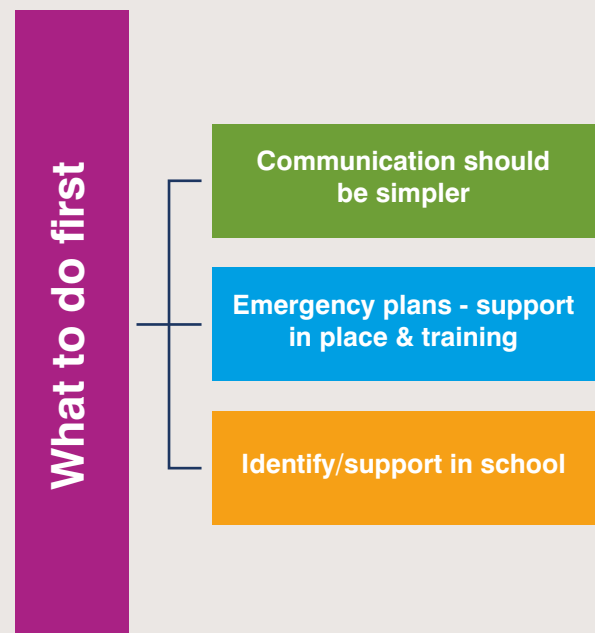 What to do first
Communication should
be simpler
Emergency plans - support
in place & training
Identify/support in school